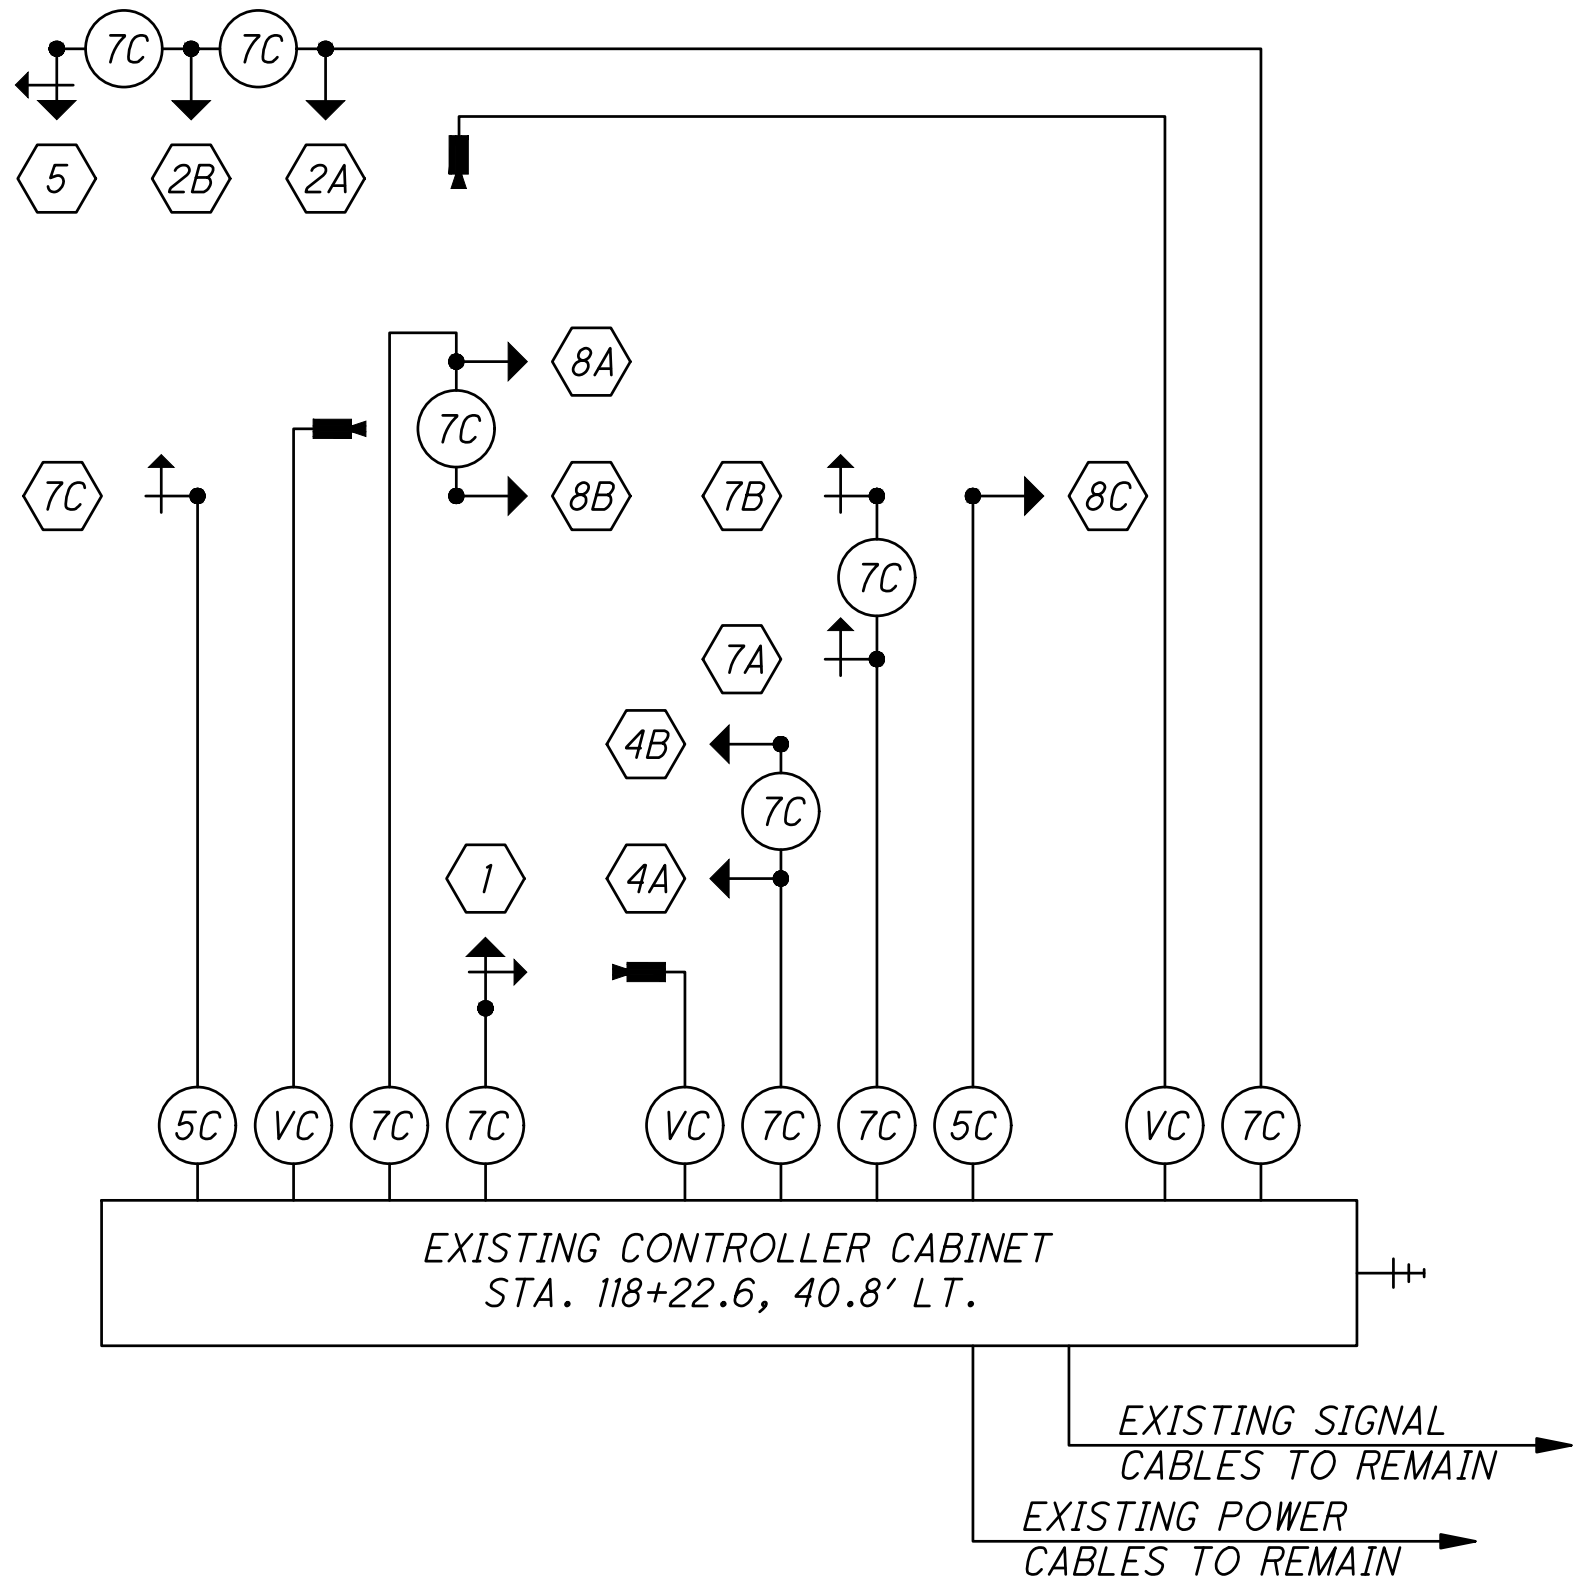 7C 7C
5 2B 2A
8A
7C
7C 8B 7B 8C
7C
7A
4B
7C
1 4A
5C VC 7C 7C VC 7C 7C 5C VC 7C
EXISTING CONTROLLER CABINET
STA. 118+22.6, 40.8' LT.
EXISTING SIGNAL
CABLES TO REMAIN
EXISTING POWER
CABLES TO REMAIN